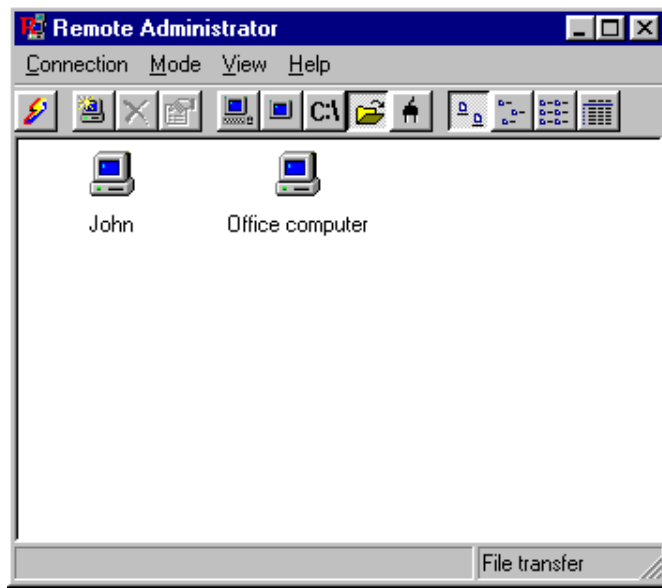 Remote Administrator
Connection Mode View Help
C:\
John Office computer
File transfer